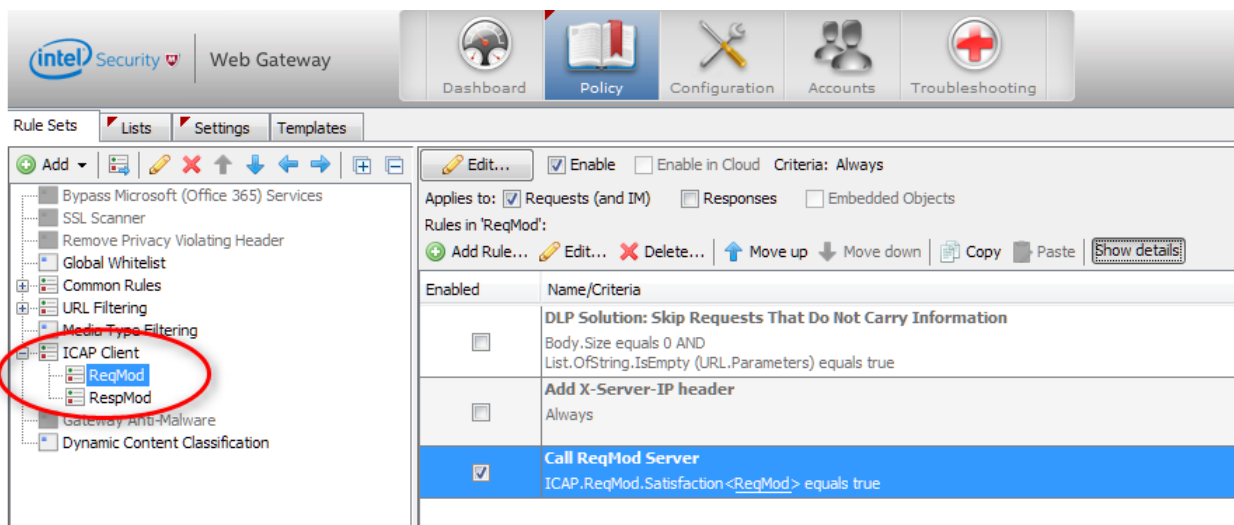 intel Security Web Gateway
Dashboard Policy Configuration Accounts Troubleshooting
Rule Sets Lists Settings Templates
Add
Bypass Microsoft (Office 365) Services
SSL Scanner
Remove Privacy Violating Header
Global Whitelist
Common Rules
URL Filtering
Media Type Filtering
ICAP Client
ReqMod
RespMod
Gateway Anti-Malware
Dynamic Content Classification
Edit... Enable Enable in Cloud Criteria: Always
Applies to: Requests (and IM) Responses Embedded Objects
Rules in 'ReqMod':
Add Rule... Edit... Delete... Move up Move down Copy Paste Show details
Enabled Name/Criteria
DLP Solution: Skip Requests That Do Not Carry Information
Body.Size equals 0 AND
List.OfString.IsEmpty (URL.Parameters) equals true
Add X-Server-IP header
Always
Call ReqMod Server
ICAP.ReqMod.Satisfaction<ReqMod> equals true